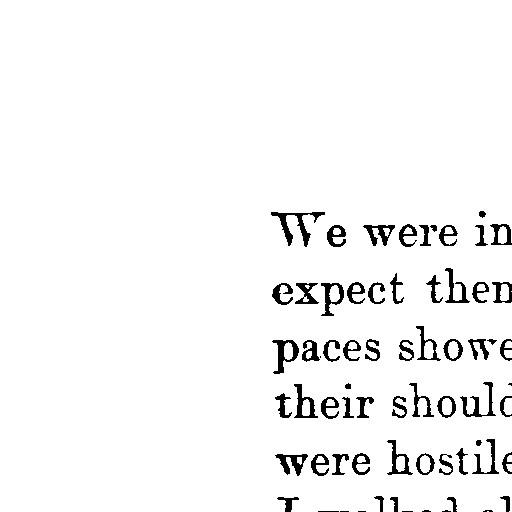 We were in
expect then
paces showe
their should
were hostile